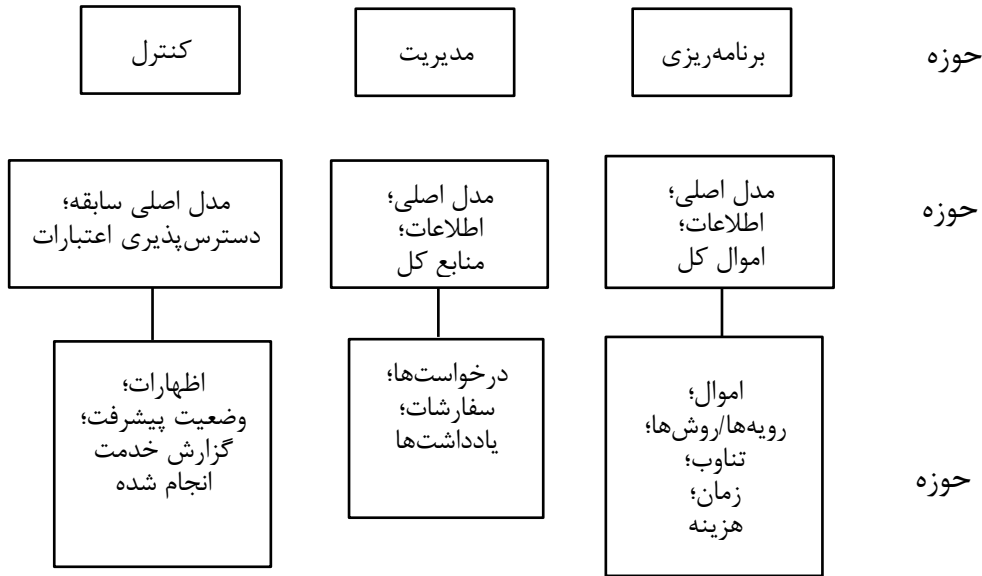 حوزه
برنامه‌ریزی
مدیریت
کنترل
حوزه
مدل اصلی؛
اطلاعات؛
اموال کل
مدل اصلی؛
اطلاعات؛
منابع کل
مدل اصلی سابقه؛
دسترس‌پذیری اعتبارات
حوزه
اموال؛
رویه‌ها/روش‌ها؛
تناوب؛
زمان؛
هزینه
درخواست‌ها؛
سفارشات؛
یادداشت‌ها
اظهارات؛
وضعیت پیشرفت؛
گزارش خدمت
انجام شده